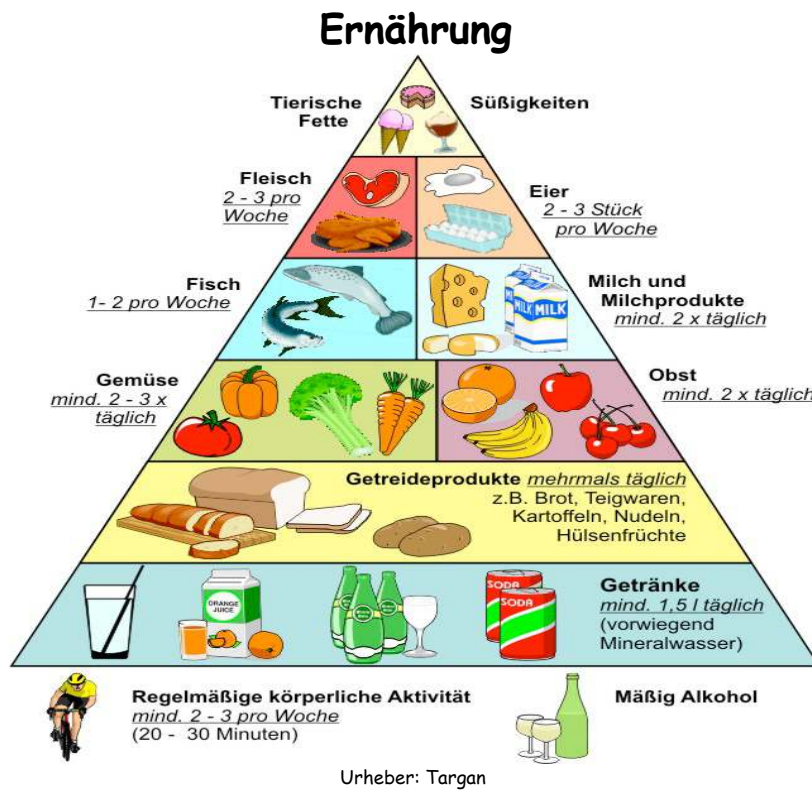 Ernährung
Tierische
Fette
Süßigkeiten
Fleisch
2 - 3 pro
Woche
Eier
2 - 3 Stück
pro Woche
Fisch
1- 2 pro Woche
Milch und
Milchprodukte
mind. 2 x täglich
MILK MILK
Gemüse
mind. 2 - 3 x
täglich
Obst
mind. 2 x täglich
Getreideprodukte mehrmals täglich
z.B. Brot, Teigwaren,
Kartoffeln, Nudeln,
Hülsenfrüchte
ORANGE
JUICE
SODA
SODA
Getränke
mind. 1,5 l täglich
(vorwiegend
Mineralwasser)
Regelmäßige körperliche Aktivität
mind. 2 - 3 pro Woche
(20 - 30 Minuten)
Mäßig Alkohol
Urheber: Targan